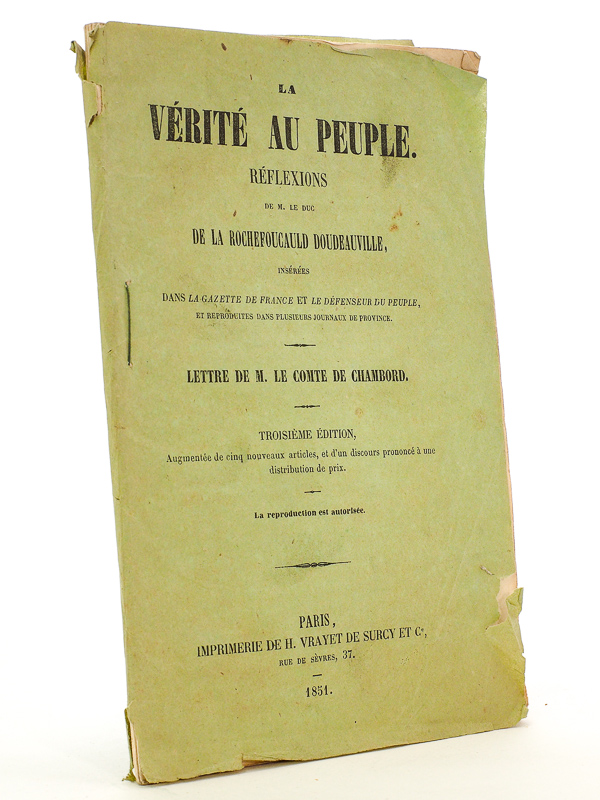 LA
VÉRITÉ AU PEUPLE.
RÉFLEXIONS
DE M. LE DUC
DE LA ROCHEFOUCAULD DOUDEAUVILLE,
INSÉRÉES
DANS LA GAZETTE DE FRANCE ET LE DÉFENSEUR DU PEUPLE,
ET REPRODUITES DANS PLUSIEURS JOURNAUX DE PROVINCE.
LETTRE DE M. LE COMTE DE CHAMBORD.
TROISIÈME ÉDITION,
Augmentée de cinq nouveaux articles, et d'un discours prononcé à une
distribution de prix.
La reproduction est autorisée.
PARIS,
IMPRIMERIE DE H. VRAYET DE SURCY ET Cᵉ,
RUE DE SÈVRES, 37.
1851.